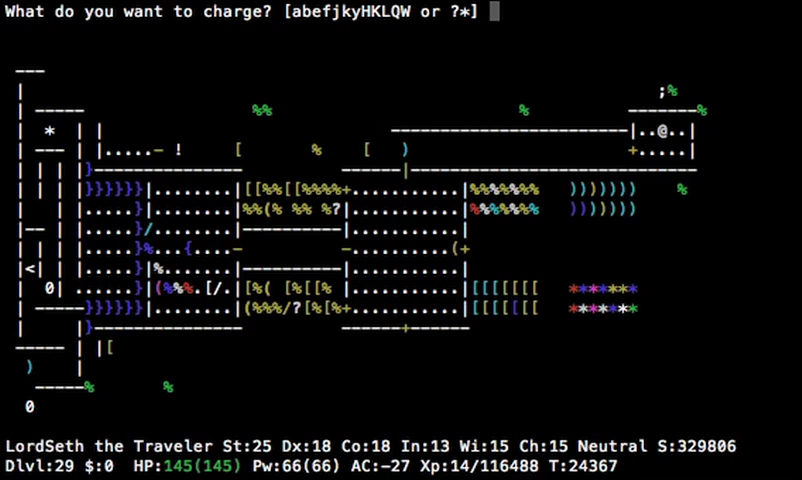 What do you want to charge? [abefjkyHKLQW or ?*]
LordSeth the Traveler St:25 Dx:18 Co:18 In:13 Wi:15 Ch:15 Neutral S:329806
Dlvl:29 $:0 HP:145(145) Pw:66(66) AC:-27 Xp:14/116488 T:24367